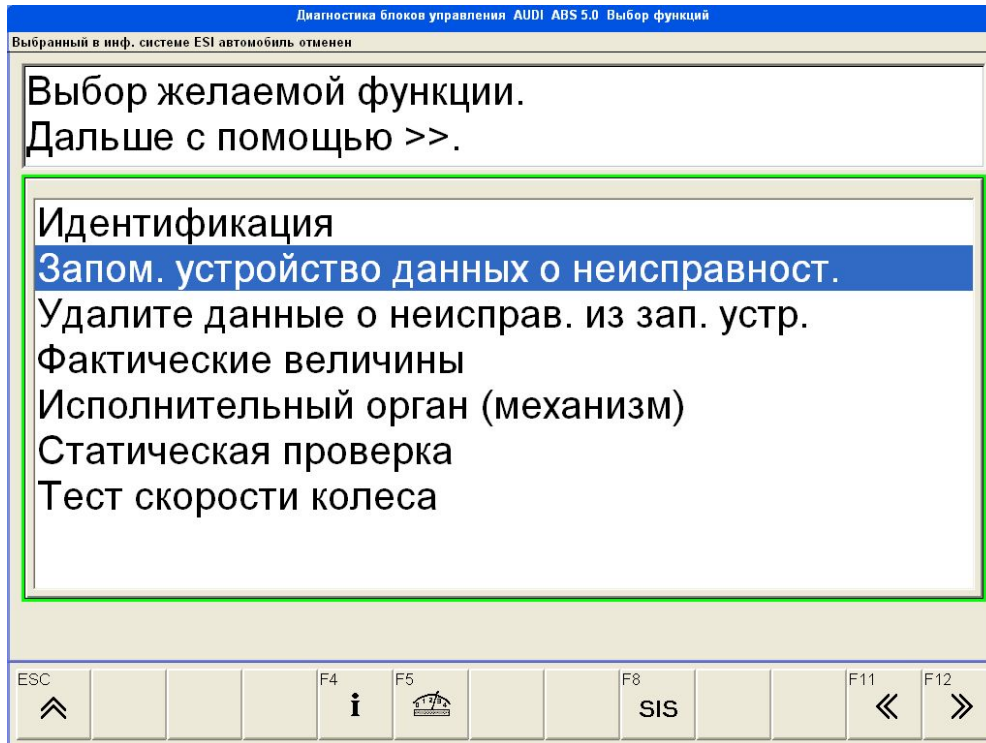 Диагностика блоков управления AUDI ABS 5.0 Выбор функций
Выбранный в инф. системе ESI автомобиль отменен
Выбор желаемой функции.
Дальше с помощью >>.
Идентификация
Запом. устройство данных о неисправност.
Удалите данные о неисправ. из зап. устр.
Фактические величины
Исполнительный орган (механизм)
Статическая проверка
Тест скорости колеса
ESC F4 F5 F8 F11 F12
i SIS « »